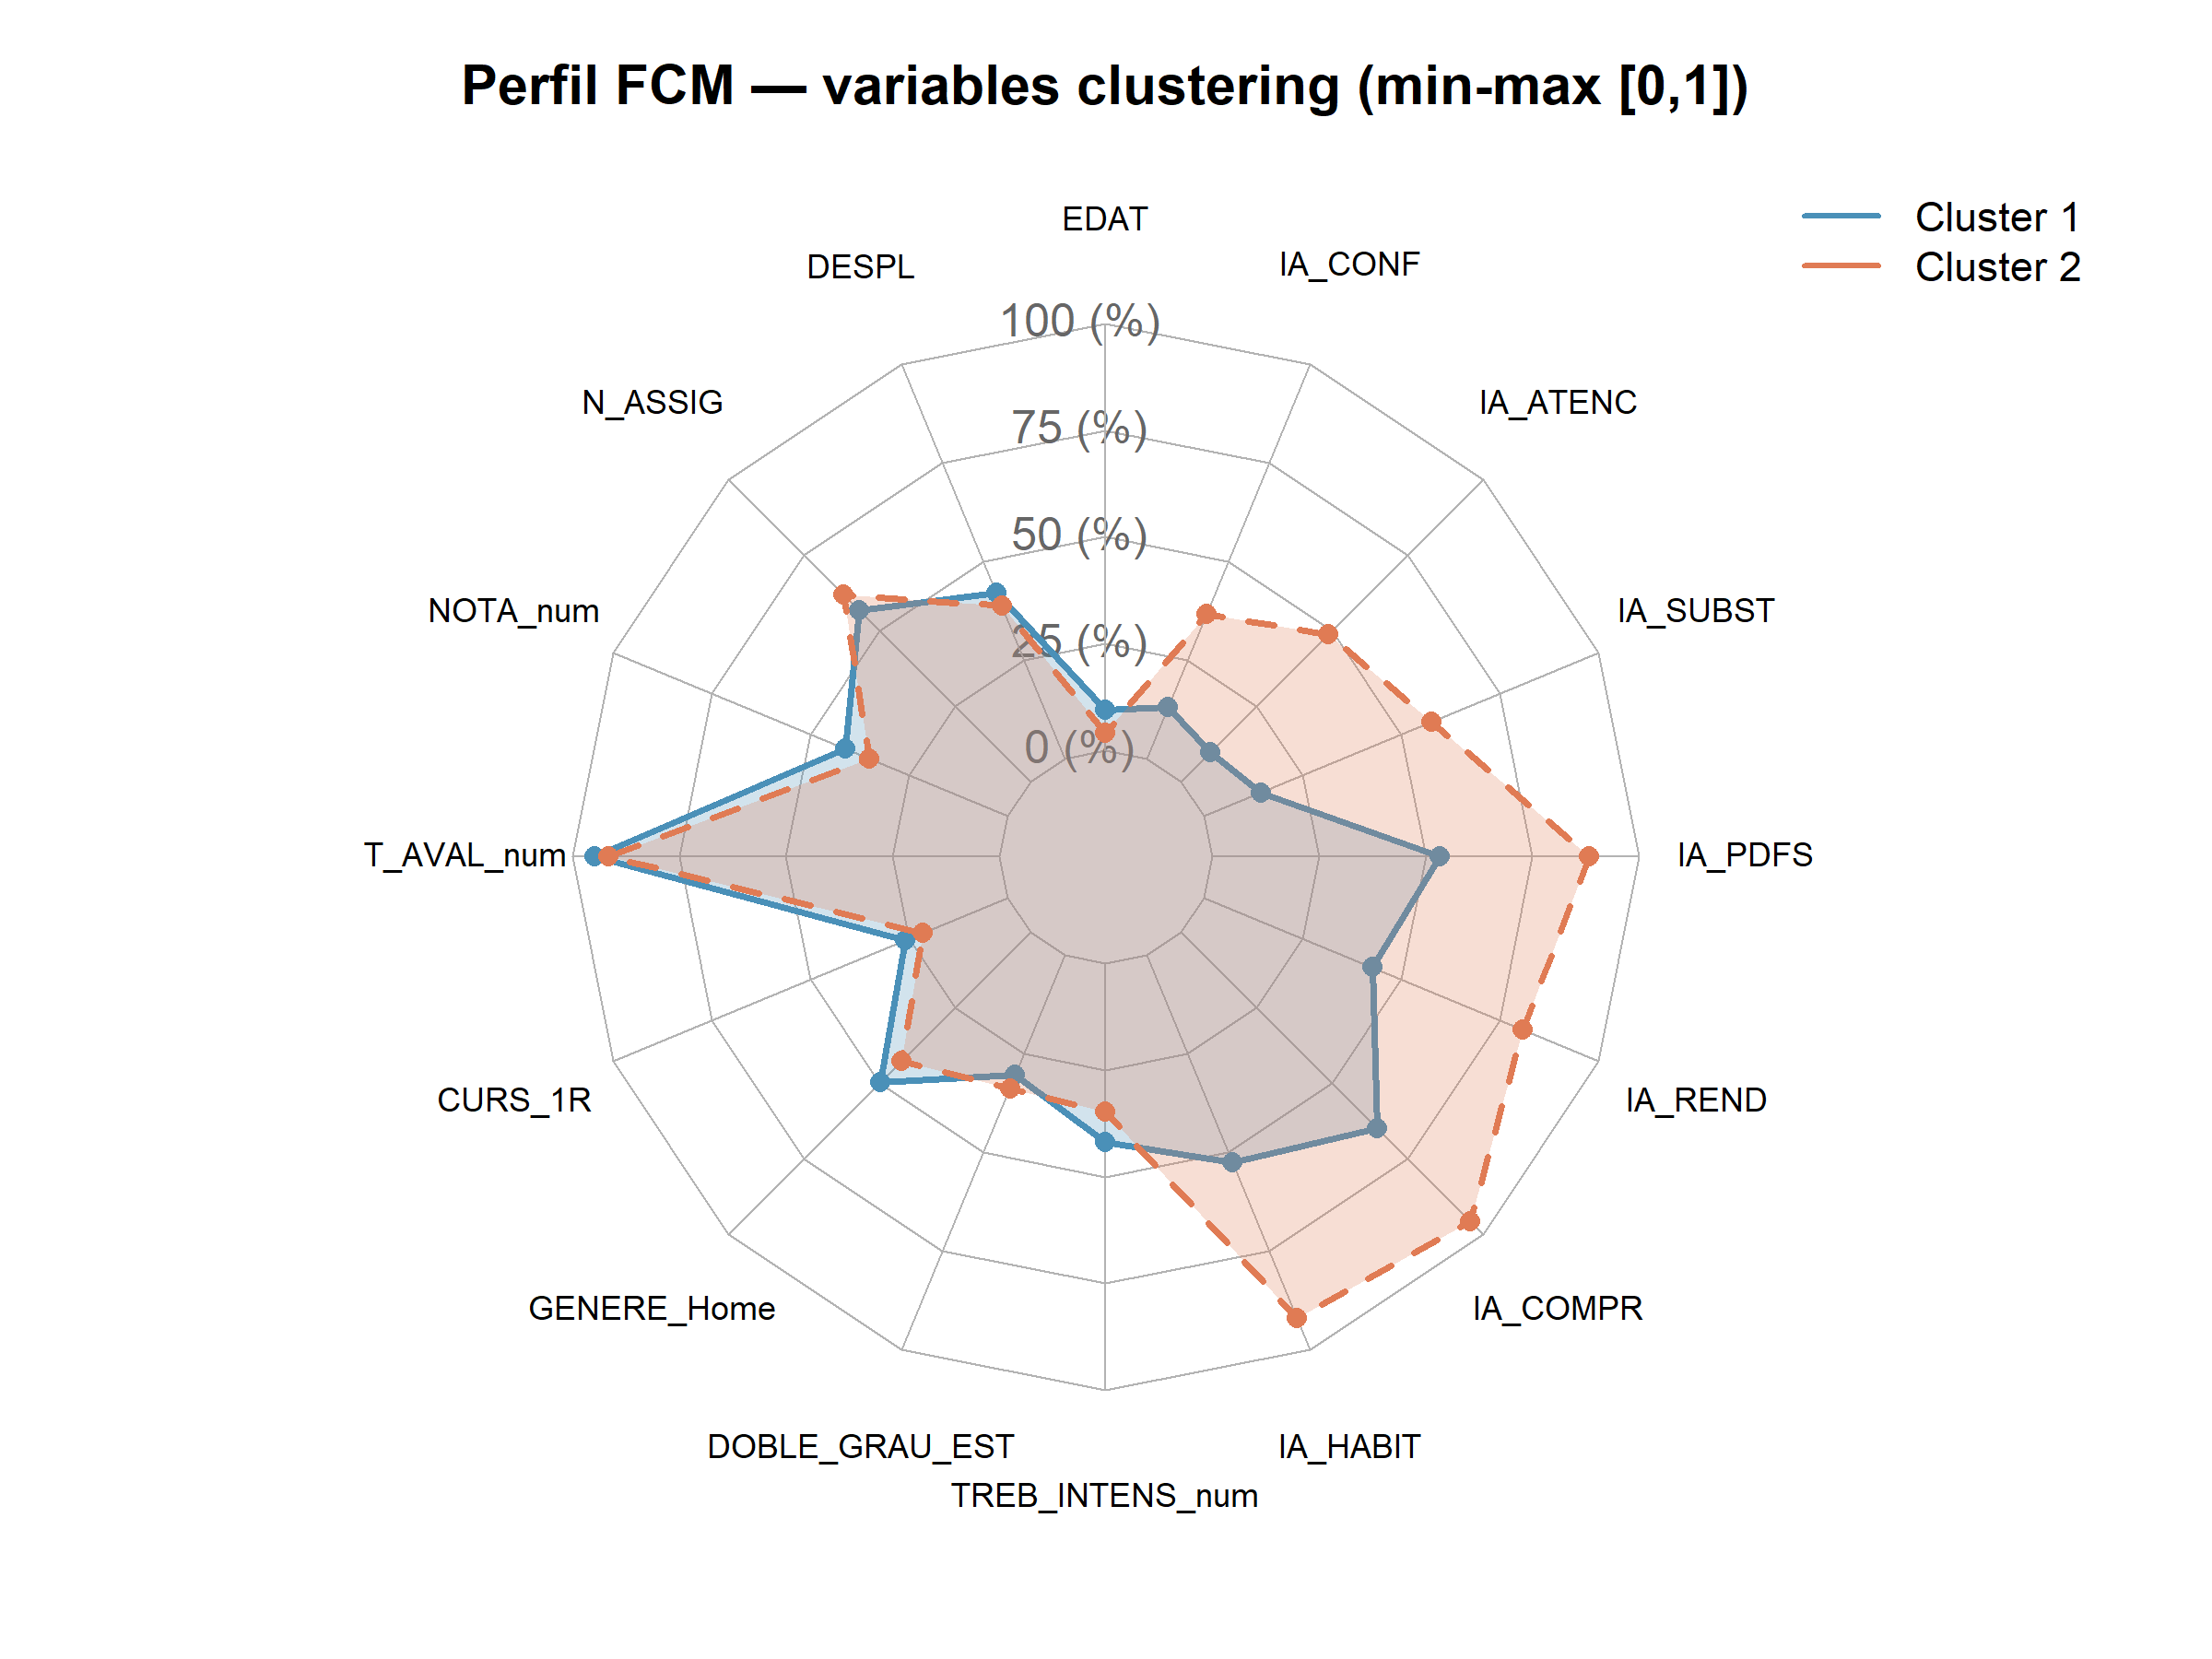 Perfil FCM — variables clustering (min-max [0,1])
Cluster 1
Cluster 2
EDAT
DESPL
IA_CONF
100 (%)
N_ASSIG
IA_ATENC
75 (%)
50 (%)
NOTA_num
IA_SUBST
25 (%)
0 (%)
T_AVAL_num
IA_PDFS
CURS_1R
IA_REND
GENERE_Home
IA_COMPR
DOBLE_GRAU_EST
IA_HABIT
TREB_INTENS_num